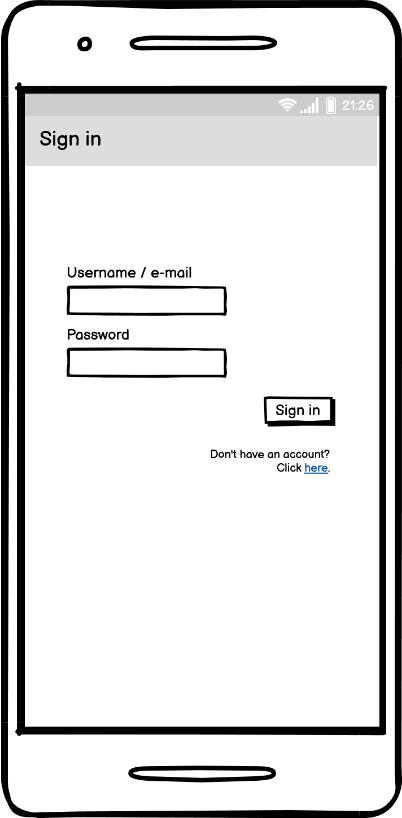 21:26
Sign in
Username / e-mail
Password
Sign in
Don't have an account?
Click here.